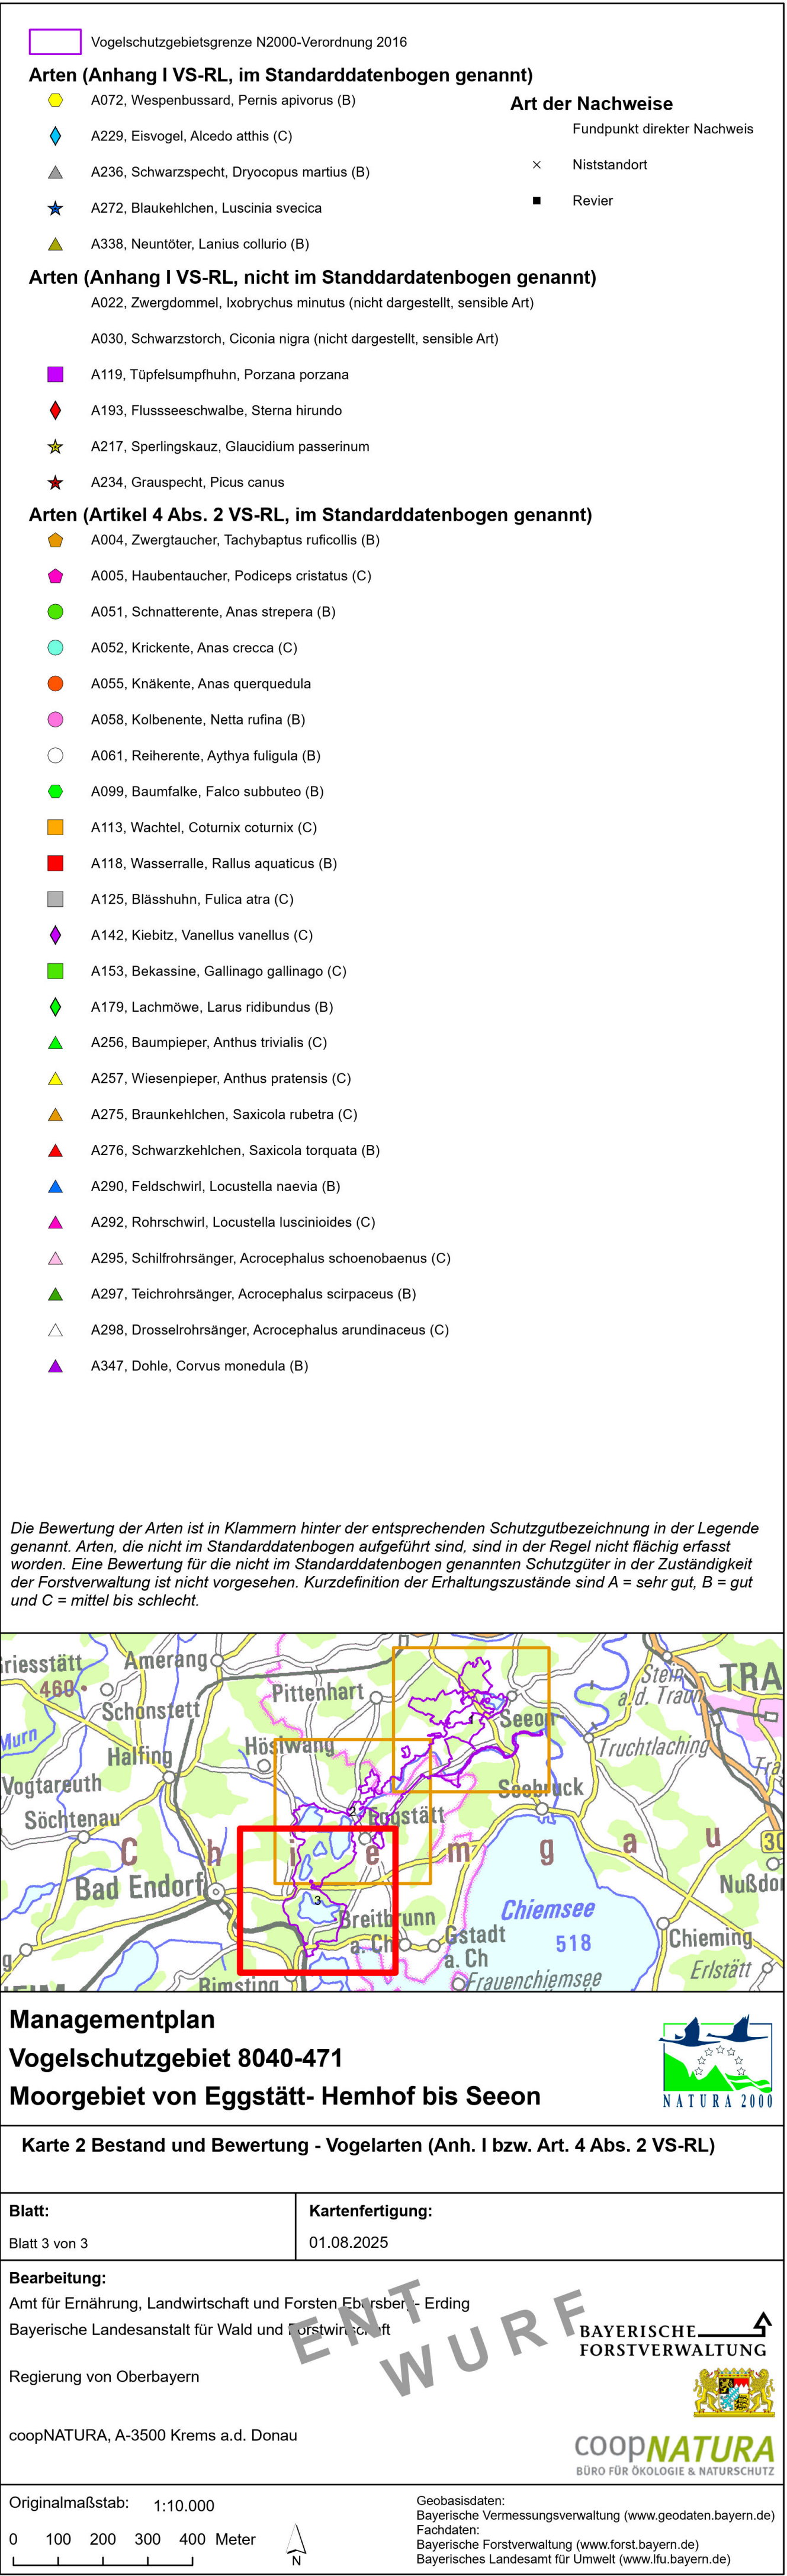 Vogelschutzgebietsgrenze N2000-Verordnung 2016
Arten (Anhang I VS-RL, im Standarddatenbogen genannt)
A072, Wespenbussard, Pernis apivorus (B)
A229, Eisvogel, Alcedo atthis (C)
A236, Schwarzspecht, Dryocopus martius (B)
A272, Blaukehlchen, Luscinia svecica
A338, Neuntöter, Lanius collurio (B)
Art der Nachweise
Fundpunkt direkter Nachweis
Niststandort
Revier
Arten (Anhang I VS-RL, nicht im Standdardatenbogen genannt)
A022, Zwergdommel, Ixobrychus minutus (nicht dargestellt, sensible Art)
A030, Schwarzstorch, Ciconia nigra (nicht dargestellt, sensible Art)
A119, Tüpfelsumpfhuhn, Porzana porzana
A193, Flussseeschwalbe, Sterna hirundo
A217, Sperlingskauz, Glaucidium passerinum
A234, Grauspecht, Picus canus
Arten (Artikel 4 Abs. 2 VS-RL, im Standarddatenbogen genannt)
A004, Zwergtaucher, Tachybaptus ruficollis (B)
A005, Haubentaucher, Podiceps cristatus (C)
A051, Schnatterente, Anas strepera (B)
A052, Krickente, Anas crecca (C)
A055, Knäkente, Anas querquedula
A058, Kolbenente, Netta rufina (B)
A061, Reiherente, Aythya fuligula (B)
A099, Baumfalke, Falco subbuteo (B)
A113, Wachtel, Coturnix coturnix (C)
A118, Wasserralle, Rallus aquaticus (B)
A125, Blässhuhn, Fulica atra (C)
A142, Kiebitz, Vanellus vanellus (C)
A153, Bekassine, Gallinago gallinago (C)
A179, Lachmöwe, Larus ridibundus (B)
A256, Baumpieper, Anthus trivialis (C)
A257, Wiesenpieper, Anthus pratensis (C)
A275, Braunkehlchen, Saxicola rubetra (C)
A276, Schwarzkehlchen, Saxicola torquata (B)
A290, Feldschwirl, Locustella naevia (B)
A292, Rohrschwirl, Locustella luscinioides (C)
A295, Schilfrohrsänger, Acrocephalus schoenobaenus (C)
A297, Teichrohrsänger, Acrocephalus scirpaceus (B)
A298, Drosselrohrsänger, Acrocephalus arundinaceus (C)
A347, Dohle, Corvus monedula (B)
Die Bewertung der Arten ist in Klammern hinter der entsprechenden Schutzgutbezeichnung in der Legende
genannt. Arten, die nicht im Standarddatenbogen aufgeführt sind, sind in der Regel nicht flächig erfasst
worden. Eine Bewertung für die nicht im Standarddatenbogen genannten Schutzgüter in der Zuständigkeit
der Forstverwaltung ist nicht vorgesehen. Kurzdefinition der Erhaltungszustände sind A = sehr gut, B = gut
und C = mittel bis schlecht.
riesstätt
Amerang
460
Schonstett
Pittenhart
Stein
a.d. Traun
TRA
Seeon
Murn
Halfing
Höslwang
Truchtlaching
Tra
Vogtareuth
Seebruck
Söchtenau
2
Eggstätt
C h i e m g a u
30
Bad Endorf
Nußdor
3
Breitbrunn
a. Ch
Gstadt
a. Ch
Chiemsee
518
Chieming
Erlstätt
g
Rimsting
Frauenchiemsee
Managementplan
Vogelschutzgebiet 8040-471
Moorgebiet von Eggstätt- Hemhof bis Seeon
NATURA 2000
Karte 2 Bestand und Bewertung - Vogelarten (Anh. I bzw. Art. 4 Abs. 2 VS-RL)
Blatt:
Blatt 3 von 3
Kartenfertigung:
01.08.2025
Bearbeitung:
Amt für Ernährung, Landwirtschaft und Forsten Ebersberg- Erding
Bayerische Landesanstalt für Wald und Forstwirtschaft
Regierung von Oberbayern
coopNATURA, A-3500 Krems a.d. Donau
ENT
WURF
BAYERISCHE
FORSTVERWALTUNG
coopNATURA
BÜRO FÜR ÖKOLOGIE & NATURSCHUTZ
Originalmaßstab: 1:10.000
0 100 200 300 400 Meter
N
Geobasisdaten:
Bayerische Vermessungsverwaltung (www.geodaten.bayern.de)
Fachdaten:
Bayerische Forstverwaltung (www.forst.bayern.de)
Bayerisches Landesamt für Umwelt (www.lfu.bayern.de)